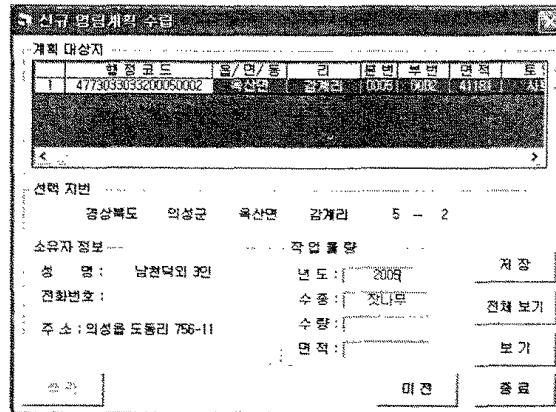 신규 영림계획 수립
계획 대상지
행정코드 읍/면/동 리 본번 부번 면적
1 4773033033200050002 옥산면 감계리 0005 0002
선택 지번
경상북도 의성군 옥산면 감계리 5 - 2
소유자 정보
작업물량
성 명 : 남천덕외 3인
년도 : 2005
저장
전화번호 :
수종 : 잣나무
전체 보기
주 소 : 의성읍 도동리 756-11
수량 :
면적 :
보기
이전
종료